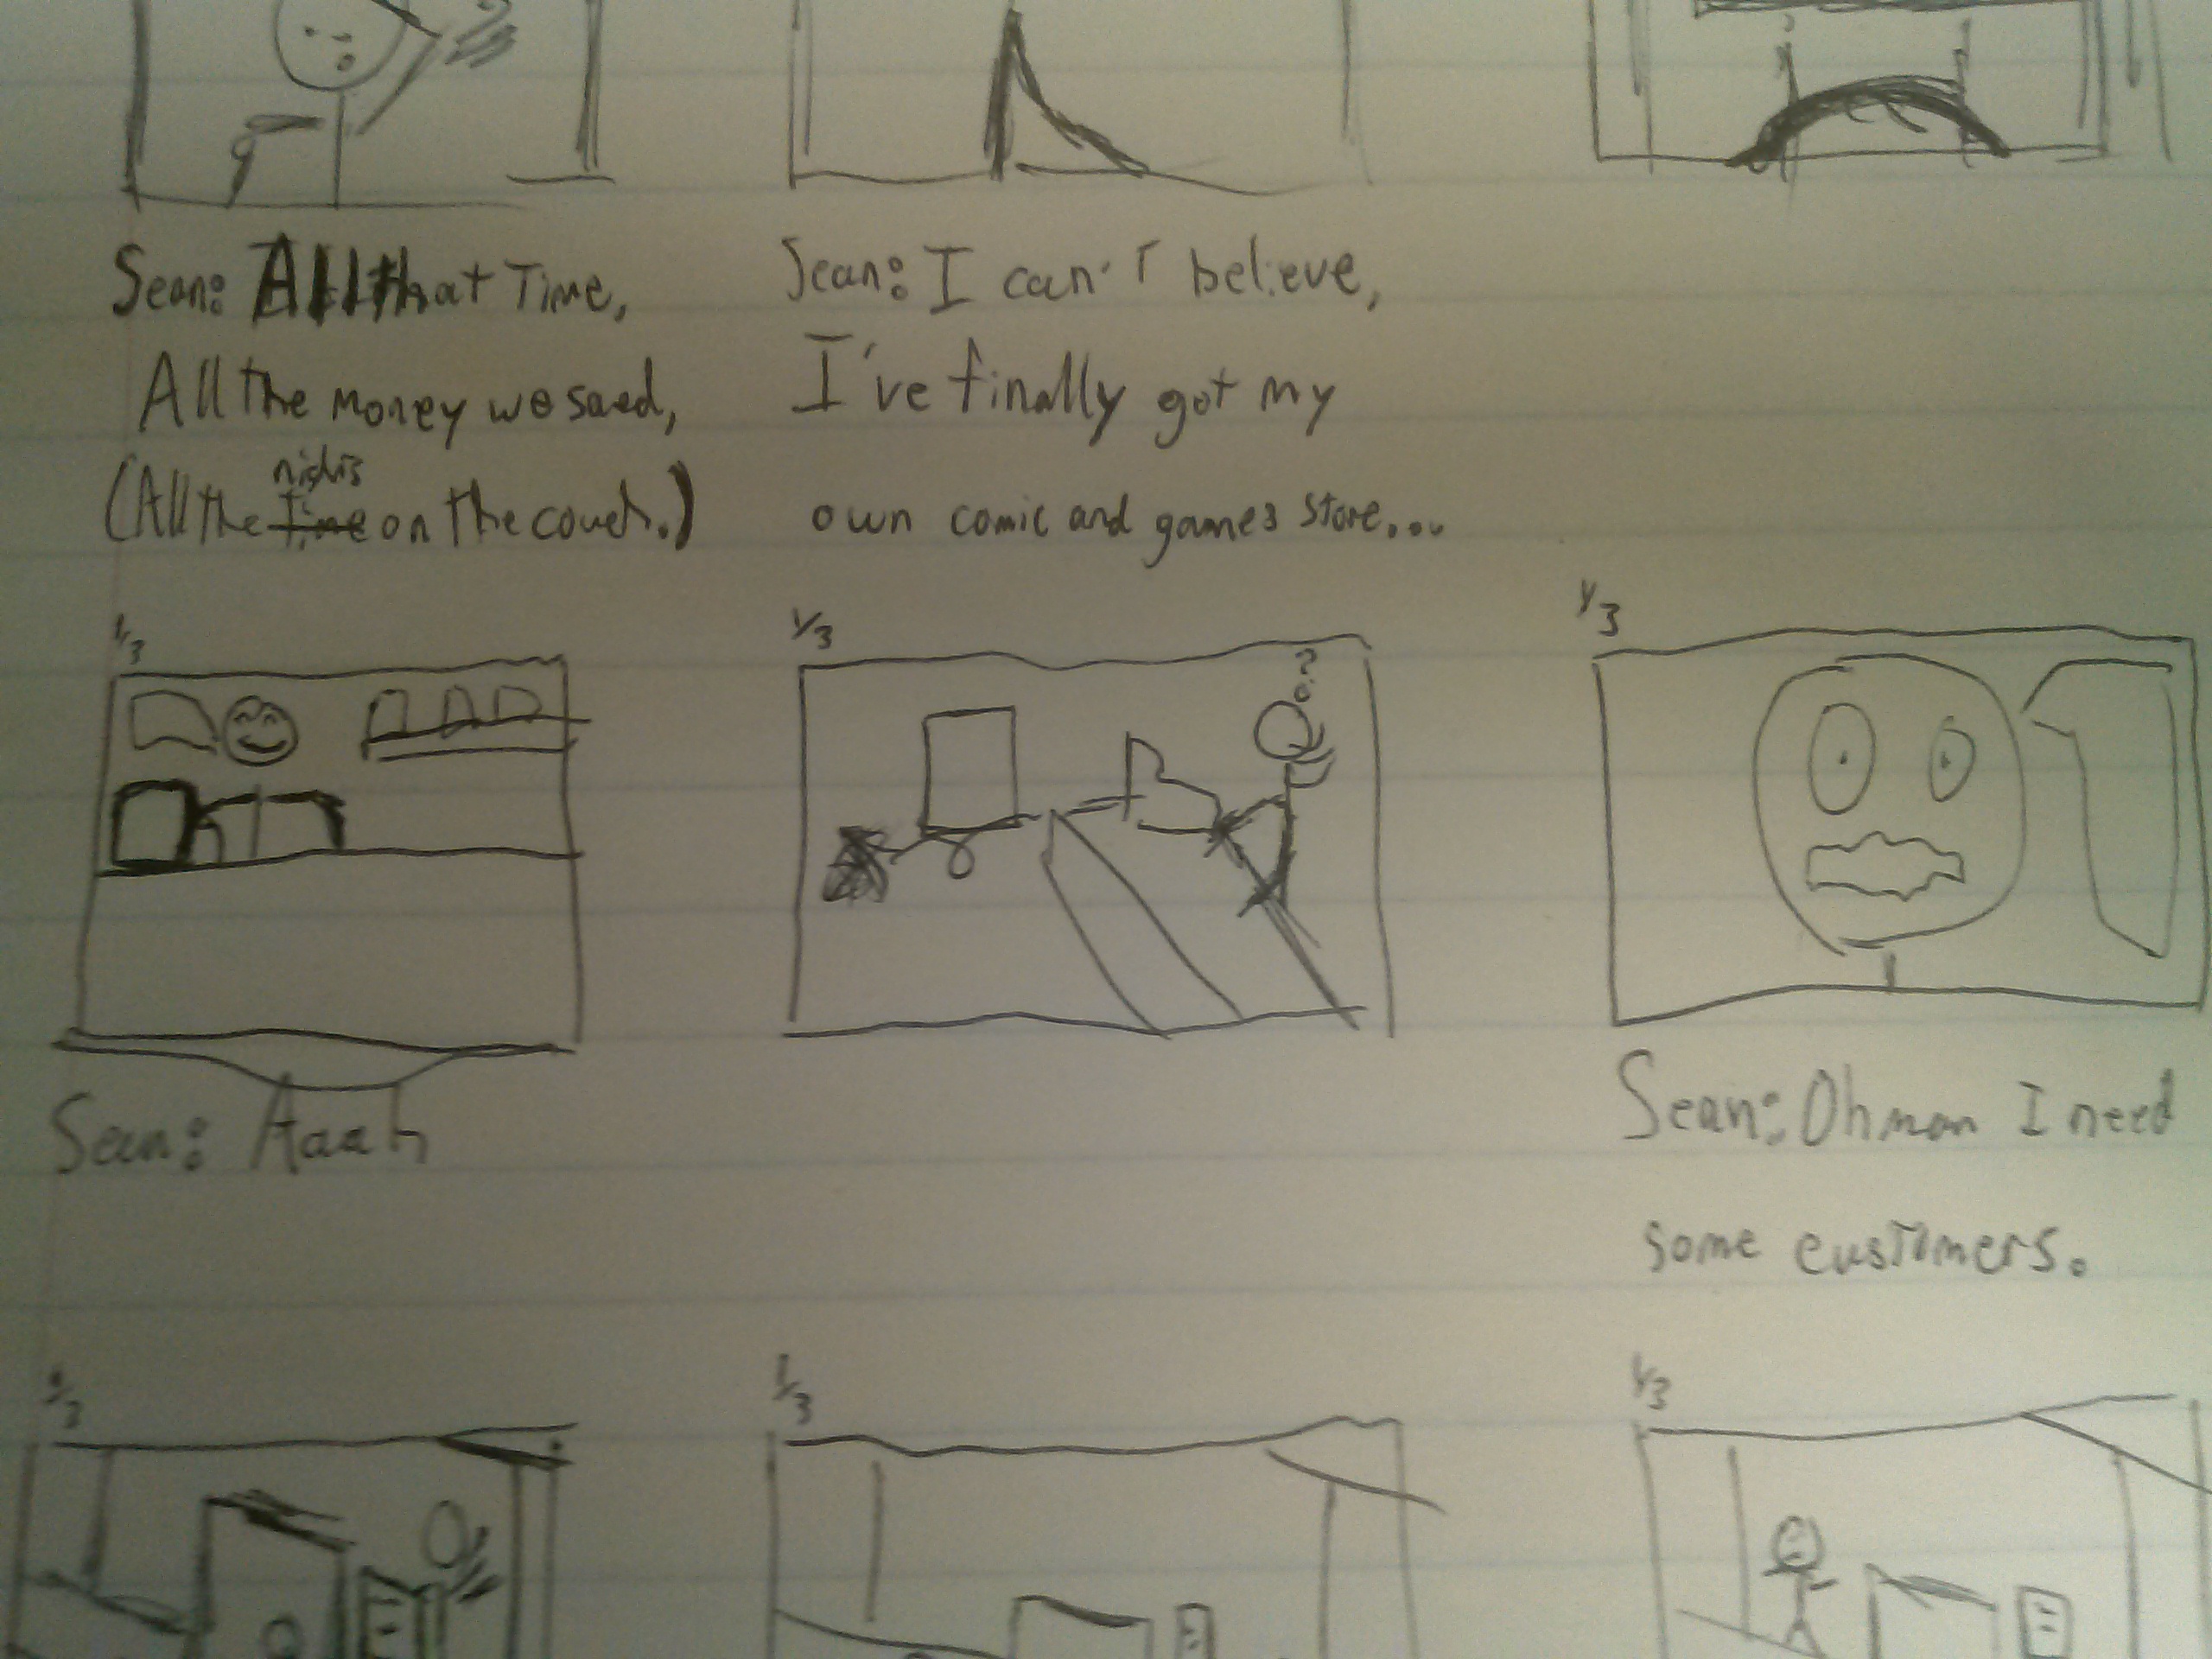 Sean: All that Time,
All the money we saed,
(All the nights Time on the couch.)
Sean: I can't believe,
I've finally got my
own comic and games store...
1/3
1/3
1/3
?
Sean: Aaah
Sean: Oh man I need
some customers.
1/3
1/3
1/3